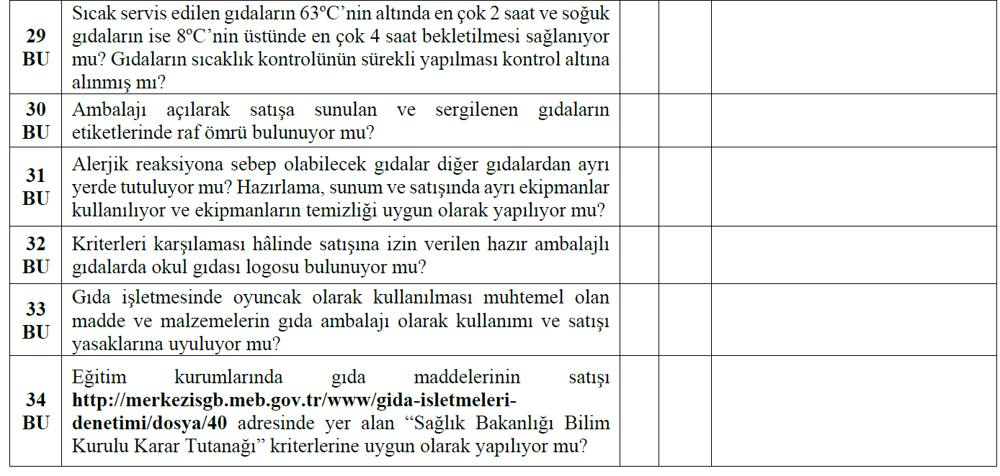 29
BU
Sıcak servis edilen gıdaların 63ºC’nin altında en çok 2 saat ve soğuk
gıdaların ise 8ºC’nin üstünde en çok 4 saat bekletilmesi sağlanıyor
mu? Gıdaların sıcaklık kontrolünün sürekli yapılması kontrol altına
alınmış mı?
30
BU
Ambalajı açılarak satışa sunulan ve sergilenen gıdaların
etiketlerinde raf ömrü bulunuyor mu?
31
BU
Alerjik reaksiyona sebep olabilecek gıdalar diğer gıdalardan ayrı
yerde tutuluyor mu? Hazırlama, sunum ve satışında ayrı ekipmanlar
kullanılıyor ve ekipmanların temizliği uygun olarak yapılıyor mu?
32
BU
Kriterleri karşılaması hâlinde satışına izin verilen hazır ambalajlı
gıdalarda okul gıdası logosu bulunuyor mu?
33
BU
Gıda işletmesinde oyuncak olarak kullanılması muhtemel olan
madde ve malzemelerin gıda ambalajı olarak kullanımı ve satışı
yasaklarına uyuluyor mu?
34
BU
Eğitim kurumlarında gıda maddelerinin satışı
http://merkezisgb.meb.gov.tr/www/gida-isletmeleri-
denetimi/dosya/40 adresinde yer alan “Sağlık Bakanlığı Bilim
Kurulu Karar Tutanağı” kriterlerine uygun olarak yapılıyor mu?